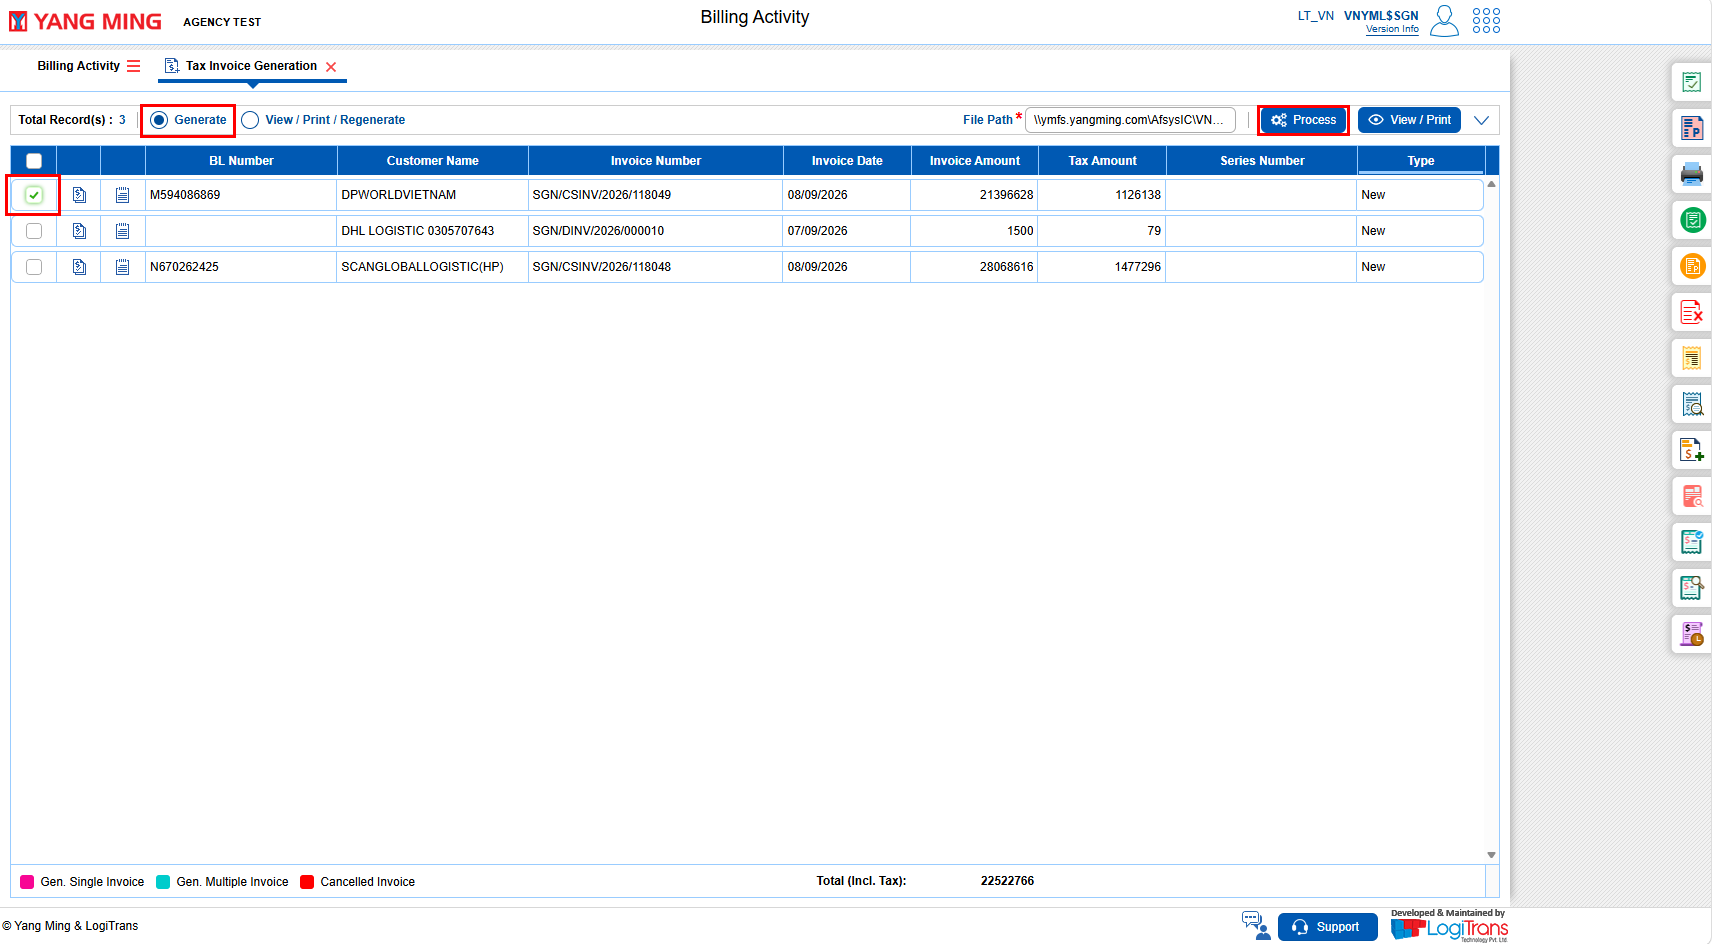 YANG MING AGENCY TEST
Billing Activity
LT_VN VNYML$SGN
Version Info
Billing Activity Tax Invoice Generation
Total Record(s) : 3 Generate View / Print / Regenerate File Path* \\ymfs.yangming.com\AfsysIC\VN... Process View / Print
BL Number Customer Name Invoice Number Invoice Date Invoice Amount Tax Amount Series Number Type
M594086869 DPWORLDVIETNAM SGN/CSINV/2026/118049 08/09/2026 21396628 1126138 New
DHL LOGISTIC 0305707643 SGN/DINV/2026/000010 07/09/2026 1500 79 New
N670262425 SCANGLOBALLOGISTIC(HP) SGN/CSINV/2026/118048 08/09/2026 28068616 1477296 New
Gen. Single Invoice Gen. Multiple Invoice Cancelled Invoice Total (Incl. Tax): 22522766
© Yang Ming & LogiTrans
Support
Developed & Maintained by
LogiTrans
Technology Pvt. Ltd.